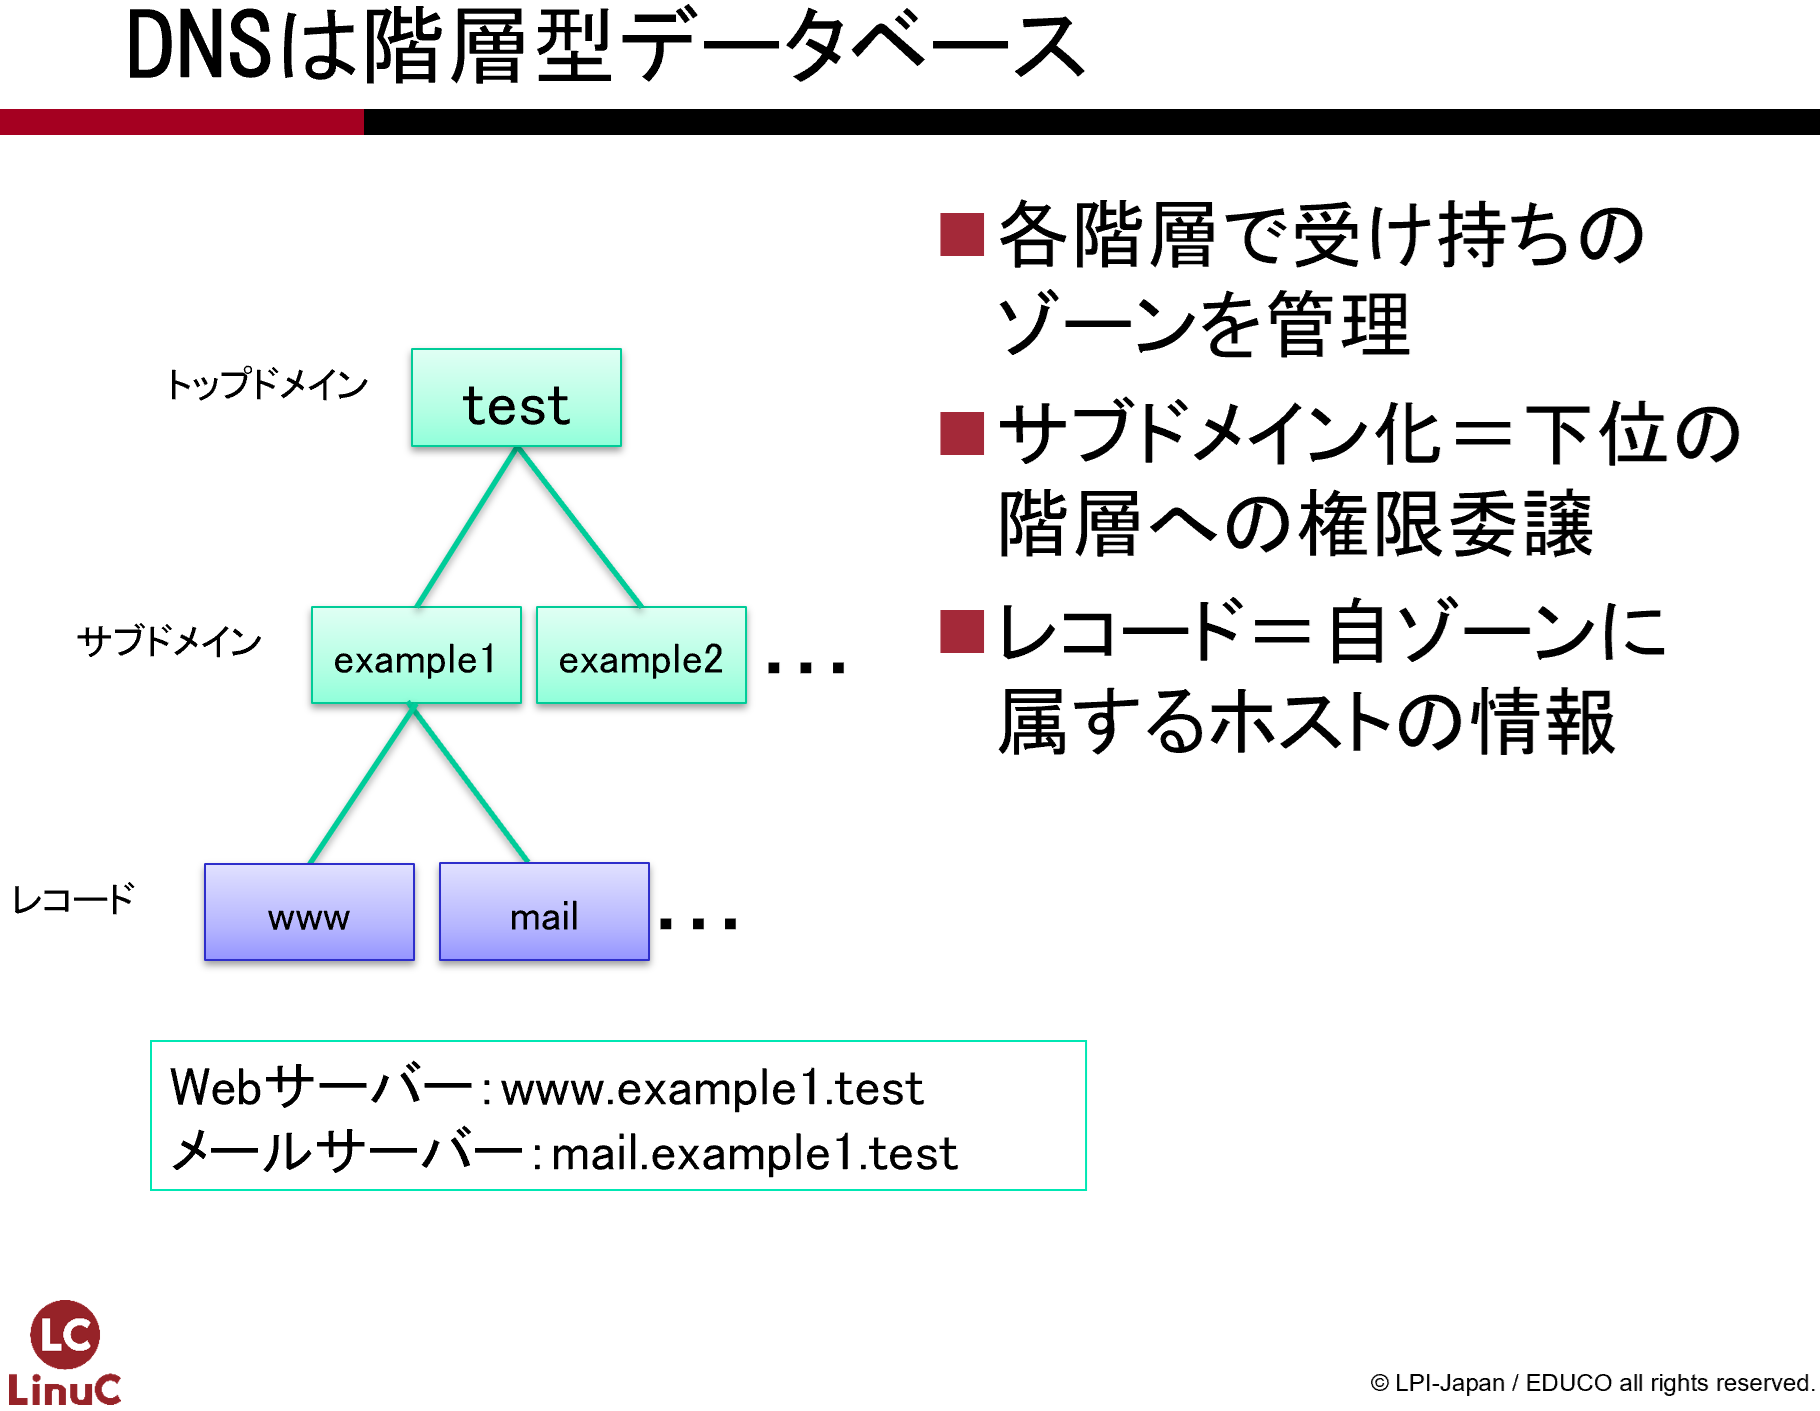 DNSは階層型データベース
各階層で受け持ちの
ゾーンを管理
サブドメイン化＝下位の
階層への権限委譲
レコード＝自ゾーンに
属するホストの情報
トップドメイン
test
サブドメイン
example1
example2
...
レコード
www
mail
...
Webサーバー：www.example1.test
メールサーバー：mail.example1.test
LC
LinuC
© LPI-Japan / EDUCO all rights reserved.